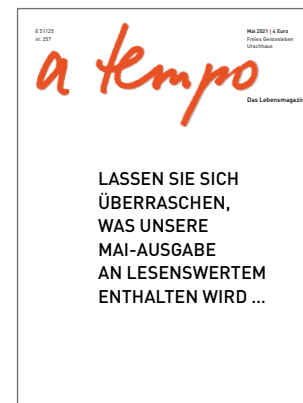 E 51125
nr. 257
Mai 2021 | 4 Euro
Freies Geistesleben
Urachhaus
a tempo
Das Lebensmagazin
LASSEN SIE SICH
ÜBERRASCHEN,
WAS UNSERE
MAI-AUSGABE
AN LESENSWERTEM
ENTHALTEN WIRD ...